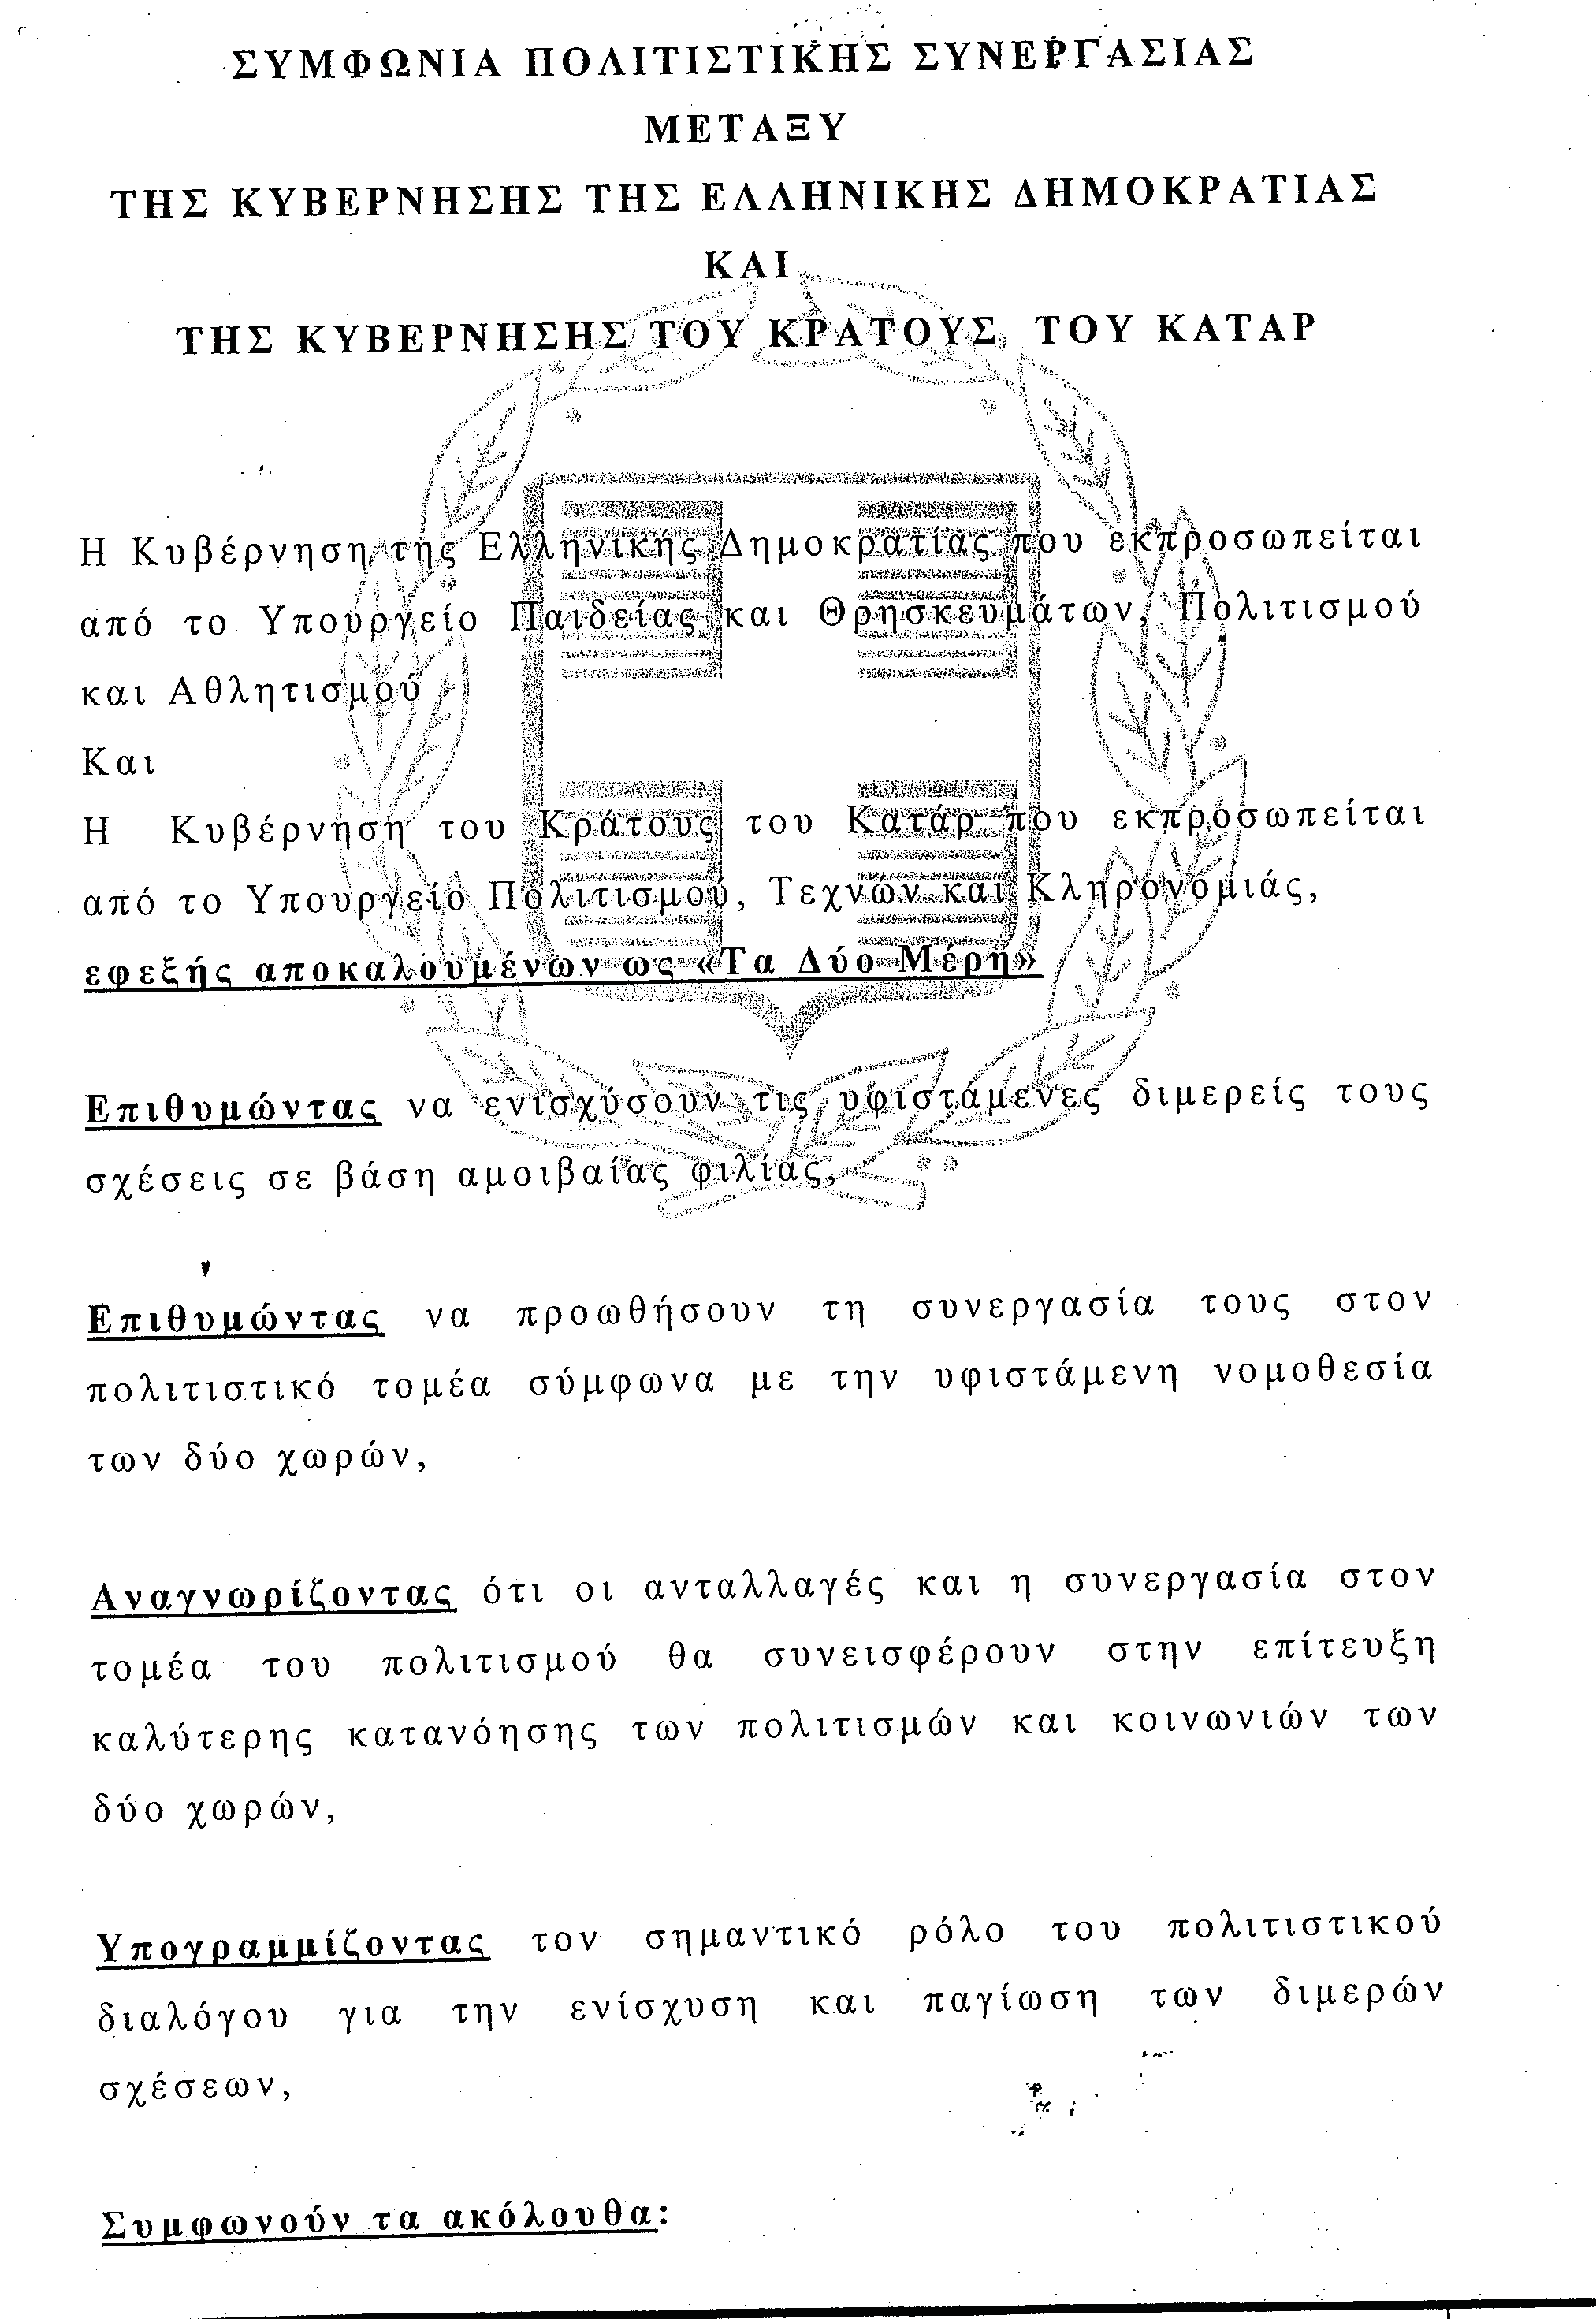 ΣΥΜΦΩΝΙΑ ΠΟΛΙΤΙΣΤΙΚΗΣ ΣΥΝΕΡΓΑΣΙΑΣ
ΜΕΤΑΞΥ
ΤΗΣ ΚΥΒΕΡΝΗΣΗΣ ΤΗΣ ΕΛΛΗΝΙΚΗΣ ΔΗΜΟΚΡΑΤΙΑΣ
ΚΑΙ
ΤΗΣ ΚΥΒΕΡΝΗΣΗΣ ΤΟΥ ΚΡΑΤΟΥΣ ΤΟΥ ΚΑΤΑΡ
Η Κυβέρνηση της Ελληνικής Δημοκρατίας που εκπροσωπείται
από το Υπουργείο Παιδείας και Θρησκευμάτων, Πολιτισμού
και Αθλητισμού
Και
Η Κυβέρνηση του Κράτους του Κατάρ που εκπροσωπείται
από το Υπουργείο Πολιτισμού, Τεχνών και Κληρονομιάς,
εφεξής αποκαλουμένων ως «Τα Δύο Μέρη»
Επιθυμώντας να ενισχύσουν τις υφιστάμενες διμερείς τους
σχέσεις σε βάση αμοιβαίας φιλίας,
Επιθυμώντας να προωθήσουν τη συνεργασία τους στον
πολιτιστικό τομέα σύμφωνα με την υφιστάμενη νομοθεσία
των δύο χωρών,
Αναγνωρίζοντας ότι οι ανταλλαγές και η συνεργασία στον
τομέα του πολιτισμού θα συνεισφέρουν στην επίτευξη
καλύτερης κατανόησης των πολιτισμών και κοινωνιών των
δύο χωρών,
Υπογραμμίζοντας τον σημαντικό ρόλο του πολιτιστικού
διαλόγου για την ενίσχυση και παγίωση των διμερών
σχέσεων,
Συμφωνούν τα ακόλουθα: